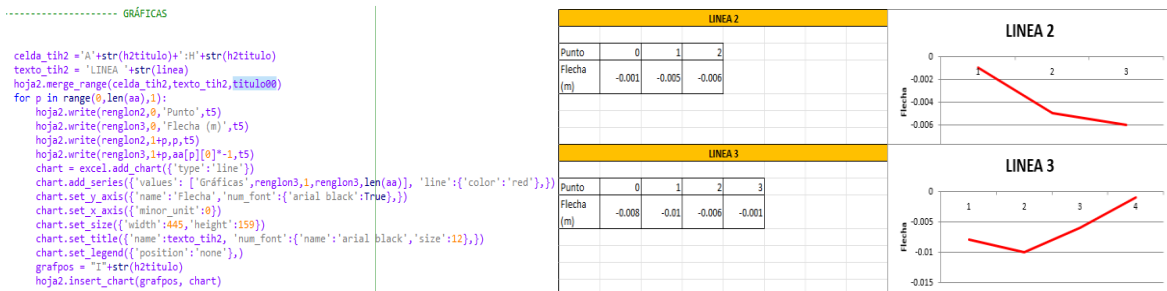 -------------------- GRÁFICAS
celda_tih2 ='A'+str(h2titulo)+':H'+str(h2titulo)
texto_tih2 = 'LINEA '+str(linea)
hoja2.merge_range(celda_tih2,texto_tih2,titulo00)
for p in range(0,len(aa),1):
    hoja2.write(renglon2,0,'Punto',t5)
    hoja2.write(renglon3,0,'Flecha (m)',t5)
    hoja2.write(renglon2,1+p,p,t5)
    hoja2.write(renglon3,1+p,aa[p][0]*-1,t5)
    chart = excel.add_chart({'type':'line'})
    chart.add_series({'values': ['Gráficas',renglon3,1,renglon3,len(aa)], 'line':{'color':'red'},})
    chart.set_y_axis({'name':'Flecha','num_font':{'arial black':True},})
    chart.set_x_axis({'minor_unit':0})
    chart.set_size({'width':445,'height':159})
    chart.set_title({'name':texto_tih2, 'num_font':{'name':'arial black','size':12},})
    chart.set_legend({'position':'none'},)
    grafpos = "I"+str(h2titulo)
    hoja2.insert_chart(grafpos, chart)
LINEA 2
Punto 0 1 2
Flecha
(m) -0.001 -0.005 -0.006
LINEA 2
0
1 2 3
-0.002
-0.004
-0.006
Flecha
LINEA 3
Punto 0 1 2 3
Flecha
(m) -0.008 -0.01 -0.006 -0.001
LINEA 3
0
1 2 3 4
-0.005
-0.01
-0.015
Flecha